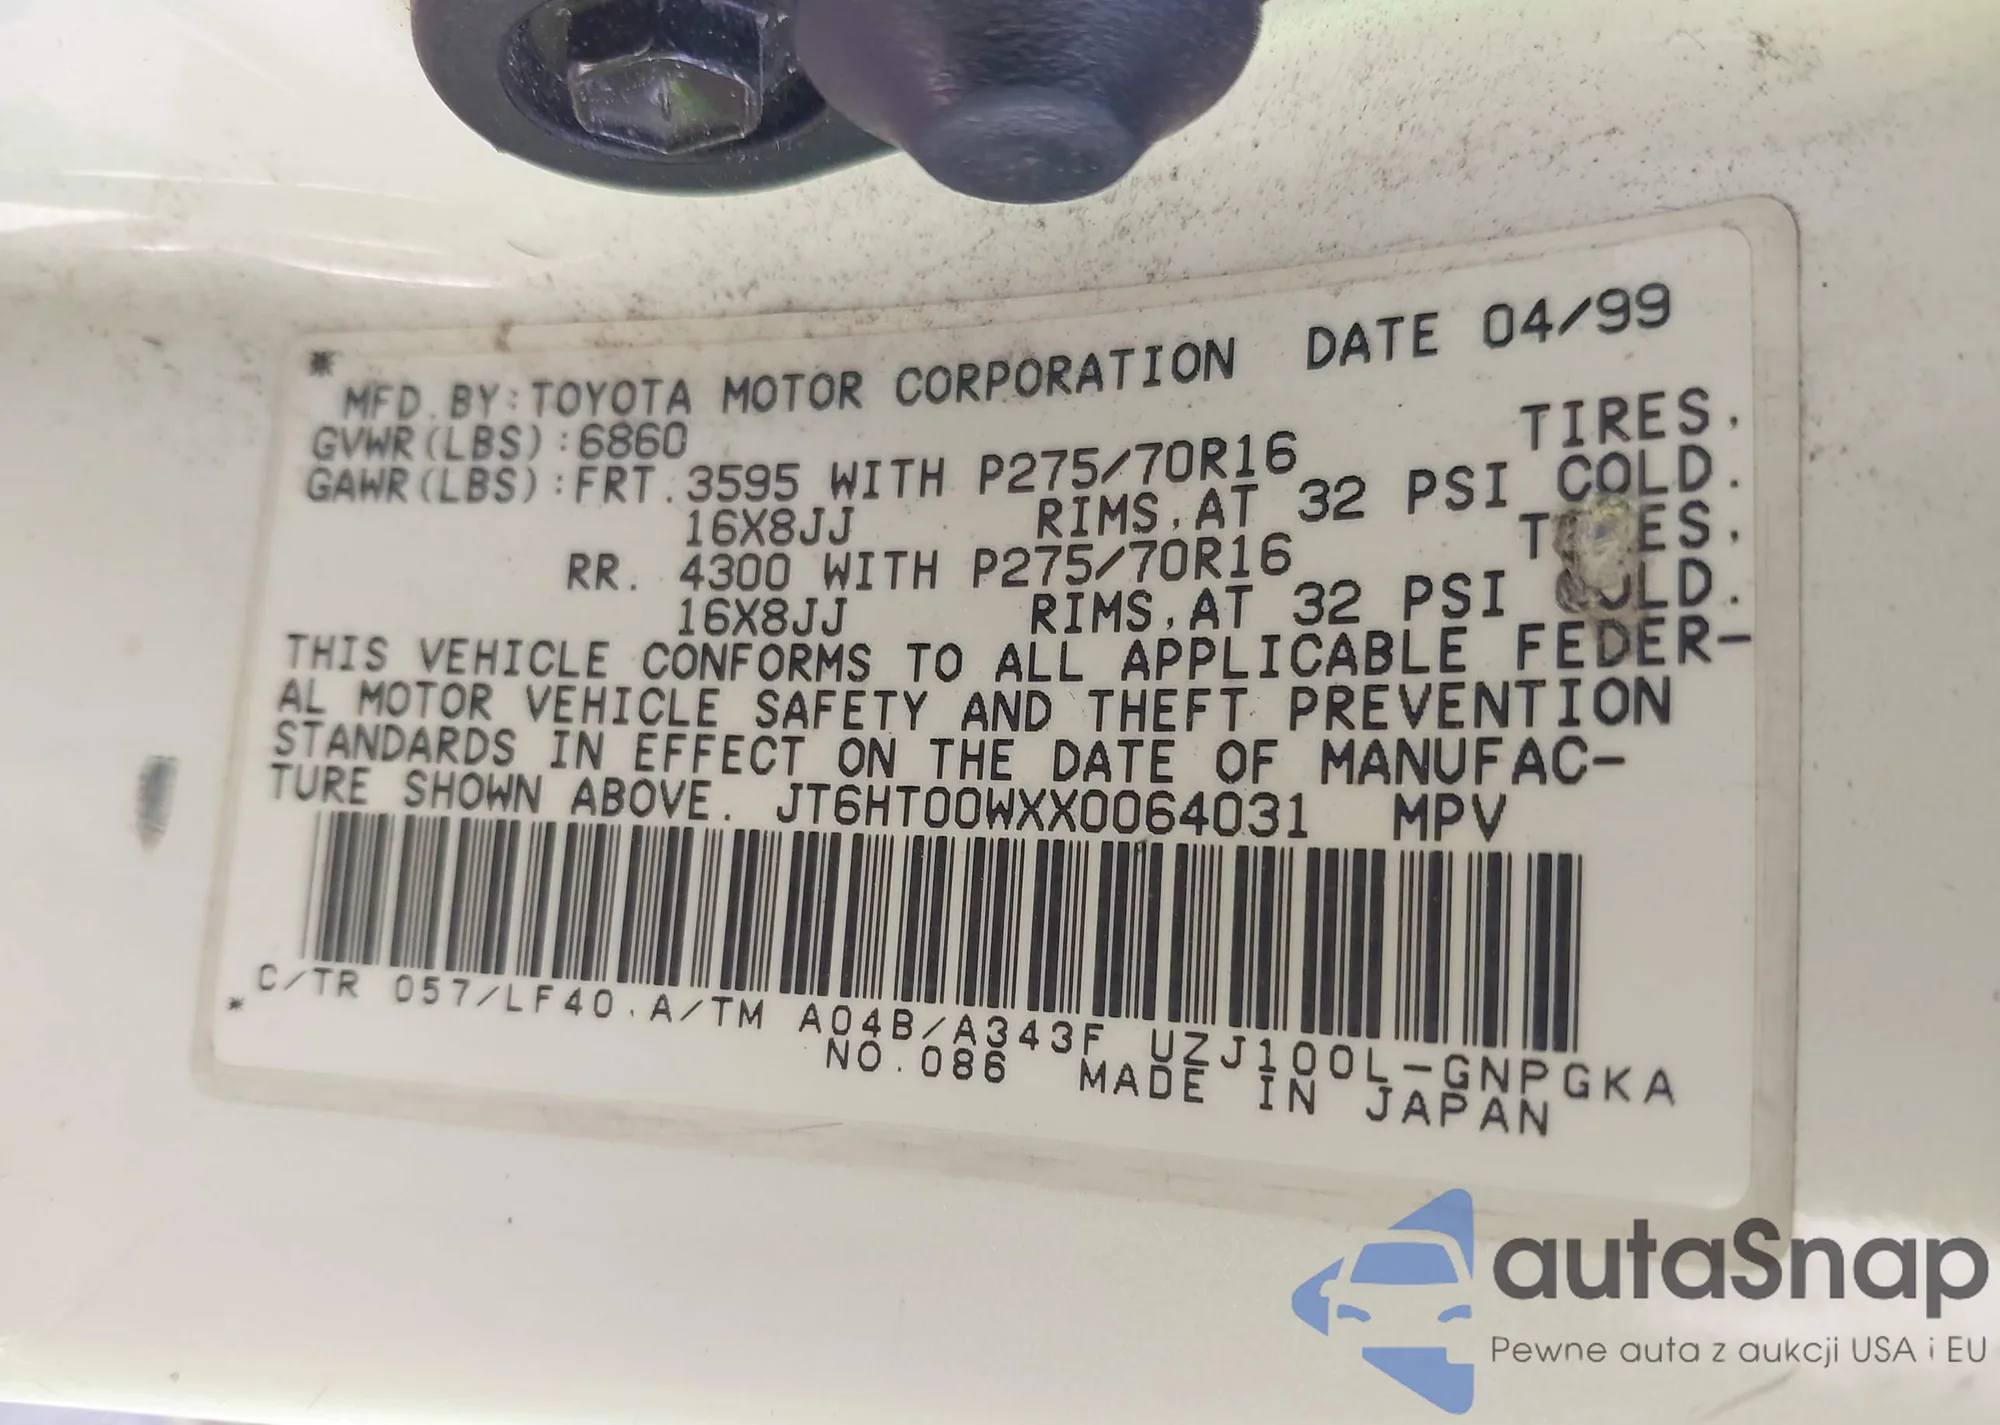 *
MFD.BY:TOYOTA MOTOR CORPORATION DATE 04/99
GVWR(LBS):6860
GAWR(LBS):FRT.3595 WITH P275/70R16 TIRES.
16X8JJ RIMS,AT 32 PSI COLD.
RR. 4300 WITH P275/70R16
16X8JJ RIMS,AT 32 PSI
THIS VEHICLE CONFORMS TO ALL APPLICABLE FEDER-
AL MOTOR VEHICLE SAFETY AND THEFT PREVENTION
STANDARDS IN EFFECT ON THE DATE OF MANUFAC-
TURE SHOWN ABOVE. JT6HT00WXX0064031 MPV
C/TR 057/LF40.A/TM A04B/A343F UZJ100L-GNPGKA
* NO.086 MADE IN JAPAN
autaSnap
Pewne auta z aukcji USA i EU